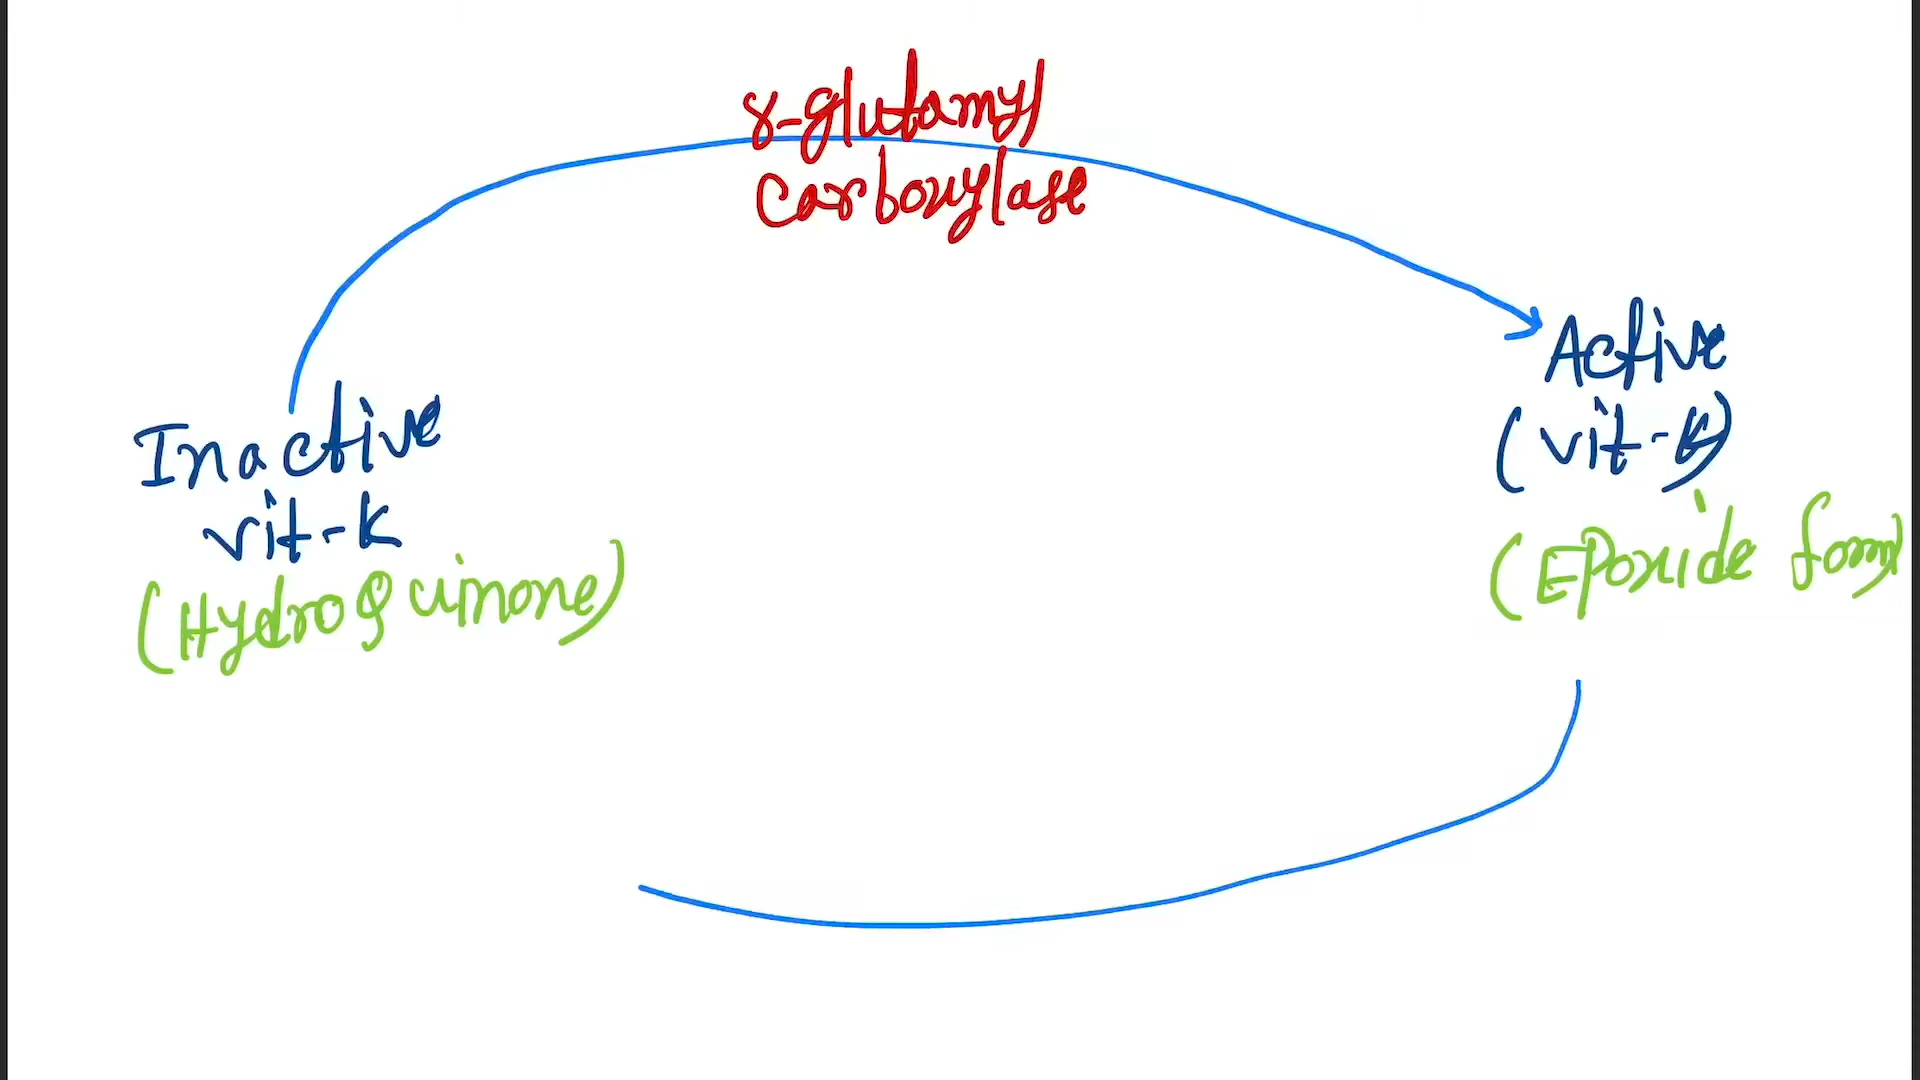 γ-glutamyl
carboxylase
Inactive
vit-k
(HydroQuinone)
Active
(vit-k)
(Epoxide form)